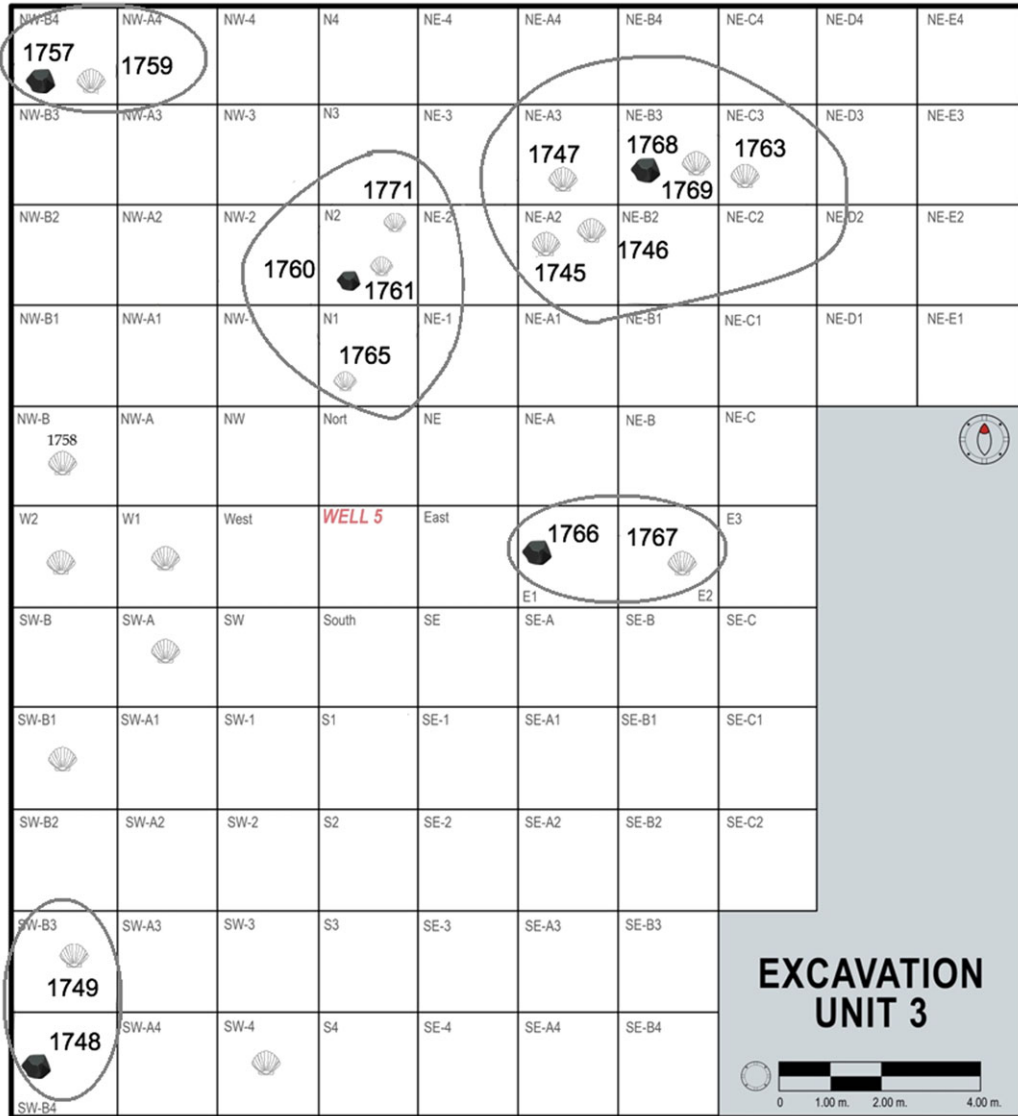 NW-B4 NW-A4 NW-4 N4 NE-4 NE-A4 NE-B4 NE-C4 NE-D4 NE-E4
1757 1759
NW-B3 NW-A3 NW-3 N3 NE-3 NE-A3 NE-B3 NE-C3 NE-D3 NE-E3
1747 1768 1763
1771 1769
NW-B2 NW-A2 NW-2 N2 NE-2 NE-A2 NE-B2 NE-C2 NE-D2 NE-E2
1746
1760 1745
1761
NW-B1 NW-A1 NW-1 N1 NE-1 NE-A1 NE-B1 NE-C1 NE-D1 NE-E1
1765
NW-B NW-A NW Nort NE NE-A NE-B NE-C
1758
W2 W1 West WELL 5 East E3
1766 1767
E1 E2
SW-B SW-A SW South SE SE-A SE-B SE-C
SW-B1 SW-A1 SW-1 S1 SE-1 SE-A1 SE-B1 SE-C1
SW-B2 SW-A2 SW-2 S2 SE-2 SE-A2 SE-B2 SE-C2
SW-B3 SW-A3 SW-3 S3 SE-3 SE-A3 SE-B3
1749
SW-A4 SW-4 S4 SE-4 SE-A4 SE-B4
1748
SW-B4
EXCAVATION
UNIT 3
0 1.00 m. 2.00 m. 4.00 m.